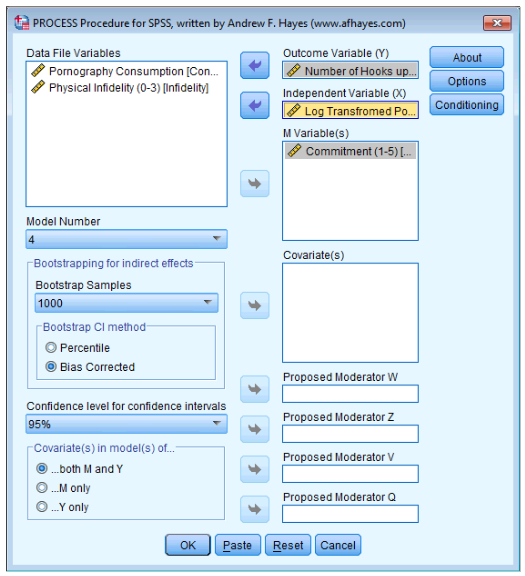 PROCESS Procedure for SPSS, written by Andrew F. Hayes (www.afhayes.com)
Data File Variables
Pornography Consumption [Con...
Physical Infidelity (0-3) [Infidelity]
Model Number
4
Bootstrapping for indirect effects
Bootstrap Samples
1000
Bootstrap CI method
Percentile
Bias Corrected
Confidence level for confidence intervals
95%
Covariate(s) in model(s) of...
...both M and Y
...M only
...Y only
Outcome Variable (Y)
Number of Hooks up...
Independent Variable (X)
Log Transfromed Po...
M Variable(s)
Commitment (1-5) [...
Covariate(s)
Proposed Moderator W
Proposed Moderator Z
Proposed Moderator V
Proposed Moderator Q
About
Options
Conditioning
OK
Paste
Reset
Cancel